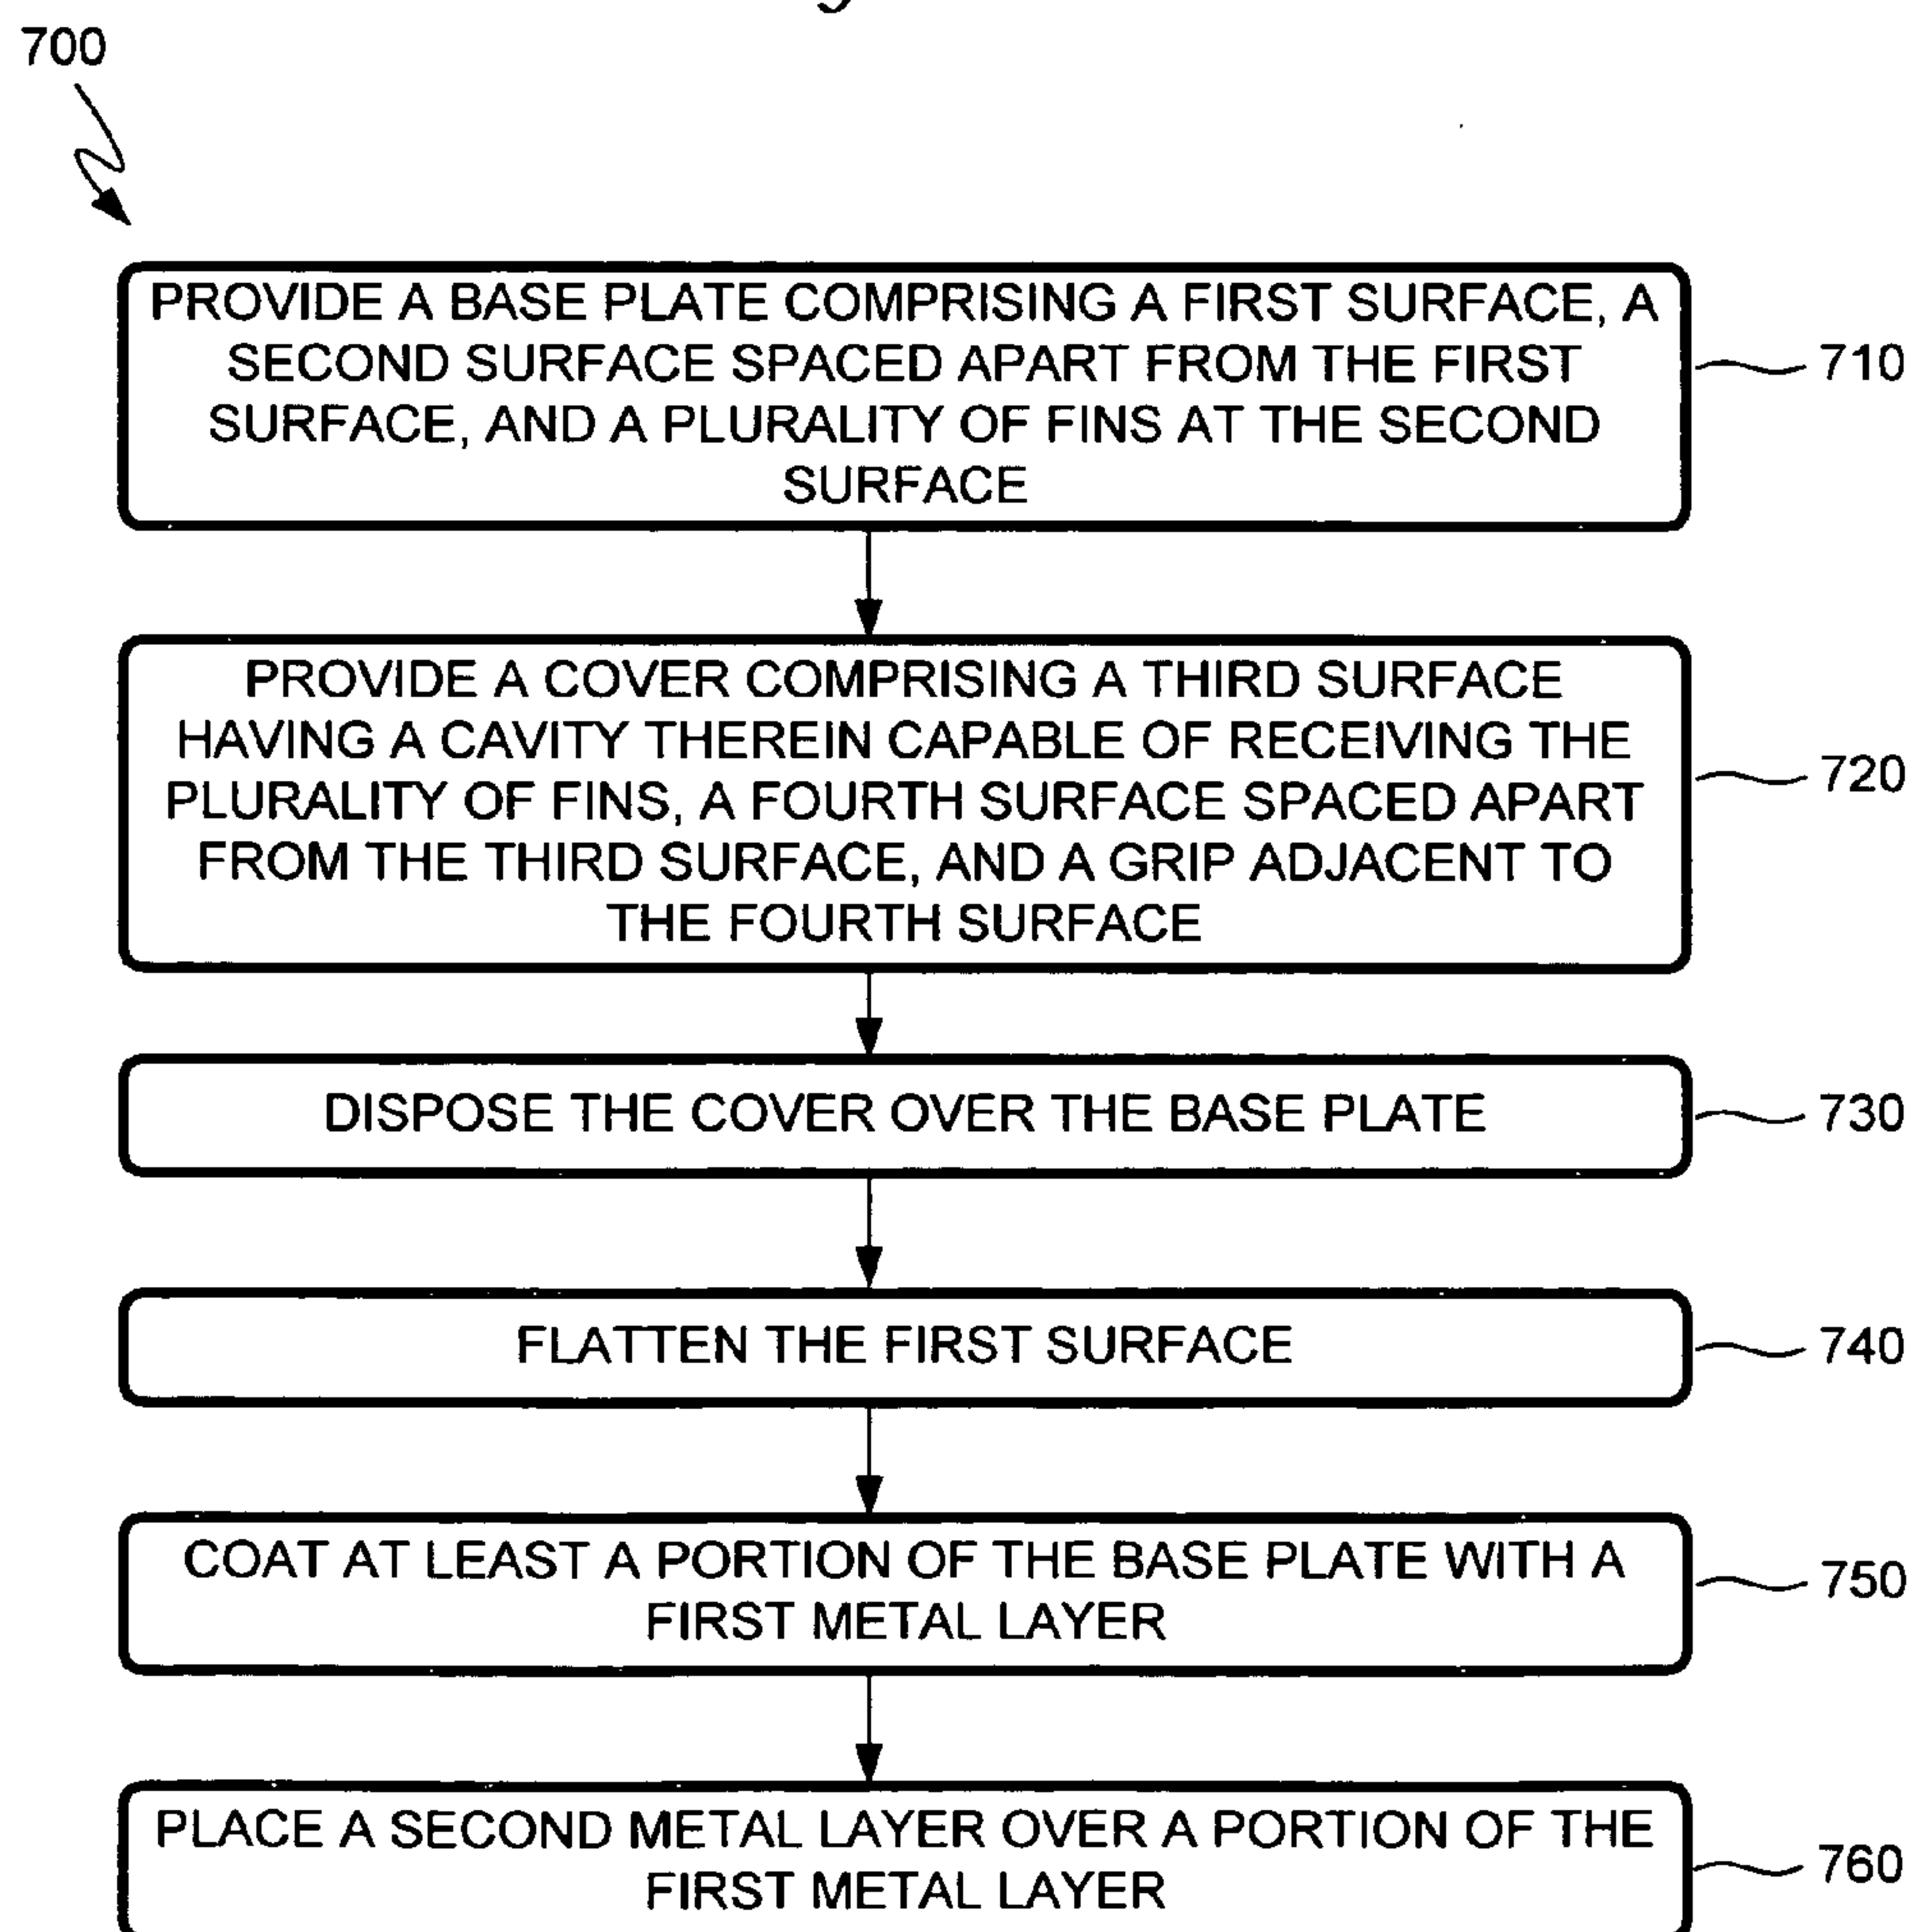 700
PROVIDE A BASE PLATE COMPRISING A FIRST SURFACE, A
SECOND SURFACE SPACED APART FROM THE FIRST
SURFACE, AND A PLURALITY OF FINS AT THE SECOND
SURFACE
710
PROVIDE A COVER COMPRISING A THIRD SURFACE
HAVING A CAVITY THEREIN CAPABLE OF RECEIVING THE
PLURALITY OF FINS, A FOURTH SURFACE SPACED APART
FROM THE THIRD SURFACE, AND A GRIP ADJACENT TO
THE FOURTH SURFACE
720
DISPOSE THE COVER OVER THE BASE PLATE
730
FLATTEN THE FIRST SURFACE
740
COAT AT LEAST A PORTION OF THE BASE PLATE WITH A
FIRST METAL LAYER
750
PLACE A SECOND METAL LAYER OVER A PORTION OF THE
FIRST METAL LAYER
760